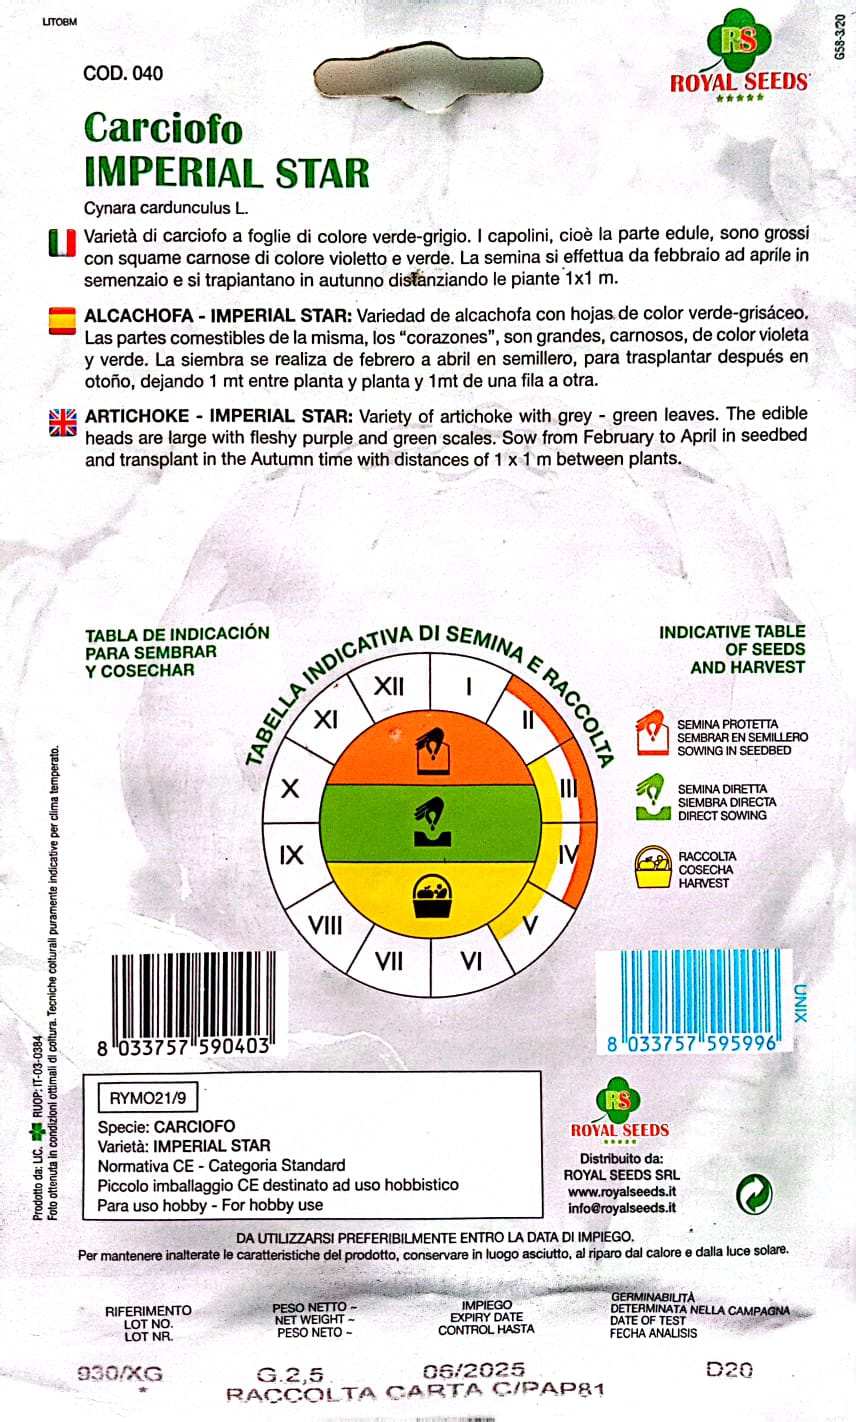 LITOBM
G58-3/20
COD. 040
RS
ROYAL SEEDS
Carciofo
IMPERIAL STAR
Cynara cardunculus L.
Varietà di carciofo a foglie di colore verde-grigio. I capolini, cioè la parte edule, sono grossi
con squame carnose di colore violetto e verde. La semina si effettua da febbraio ad aprile in
semenzaio e si trapiantano in autunno distanziando le piante 1x1 m.
ALCACHOFA - IMPERIAL STAR: Variedad de alcachofa con hojas de color verde-grisáceo.
Las partes comestibles de la misma, los “corazones”, son grandes, carnosos, de color violeta
y verde. La siembra se realiza de febrero a abril en semillero, para trasplantar después en
otoño, dejando 1 mt entre planta y planta y 1mt de una fila a otra.
ARTICHOKE - IMPERIAL STAR: Variety of artichoke with grey - green leaves. The edible
heads are large with fleshy purple and green scales. Sow from February to April in seedbed
and transplant in the Autumn time with distances of 1 x 1 m between plants.
TABLA DE INDICACIÓN
PARA SEMBRAR
Y COSECHAR
TABELLA INDICATIVA DI SEMINA E RACCOLTA
INDICATIVE TABLE
OF SEEDS
AND HARVEST
I
II
III
IV
V
VI
VII
VIII
IX
X
XI
XII
SEMINA PROTETTA
SEMBRAR EN SEMILLERO
SOWING IN SEEDBED
SEMINA DIRETTA
SIEMBRA DIRECTA
DIRECT SOWING
RACCOLTA
COSECHA
HARVEST
Prodotto da: LIC. RUOP: IT-03-0384
Foto ottenuta in condizioni ottimali di coltura. Tecniche colturali puramente indicative per clima temperato.
8 033757 590403
8 033757 595996
UNIX
RYMO21/9
Specie: CARCIOFO
Varietà: IMPERIAL STAR
Normativa CE - Categoria Standard
Piccolo imballaggio CE destinato ad uso hobbistico
Para uso hobby - For hobby use
RS
ROYAL SEEDS
Distribuito da:
ROYAL SEEDS SRL
www.royalseeds.it
info@royalseeds.it
DA UTILIZZARSI PREFERIBILMENTE ENTRO LA DATA DI IMPIEGO.
Per mantenere inalterate le caratteristiche del prodotto, conservare in luogo asciutto, al riparo dal calore e dalla luce solare.
RIFERIMENTO
LOT NO.
LOT NR.
PESO NETTO ~
NET WEIGHT ~
PESO NETO ~
IMPIEGO
EXPIRY DATE
CONTROL HASTA
GERMINABILITÀ
DETERMINATA NELLA CAMPAGNA
DATE OF TEST
FECHA ANALISIS
930/XG
*
G.2,5
06/2025
D20
RACCOLTA CARTA C/PAP81